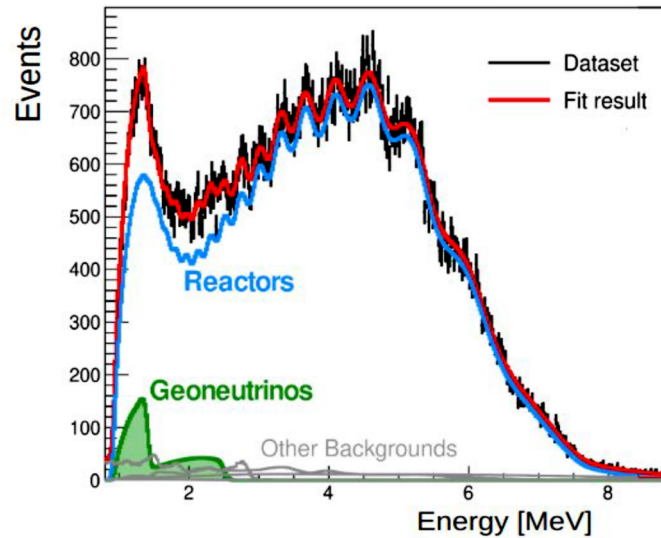 Events
800
700
600
500
400
300
200
100
0
Dataset
Fit result
Reactors
Geoneutrinos
Other Backgrounds
2 4 6 8
Energy [MeV]